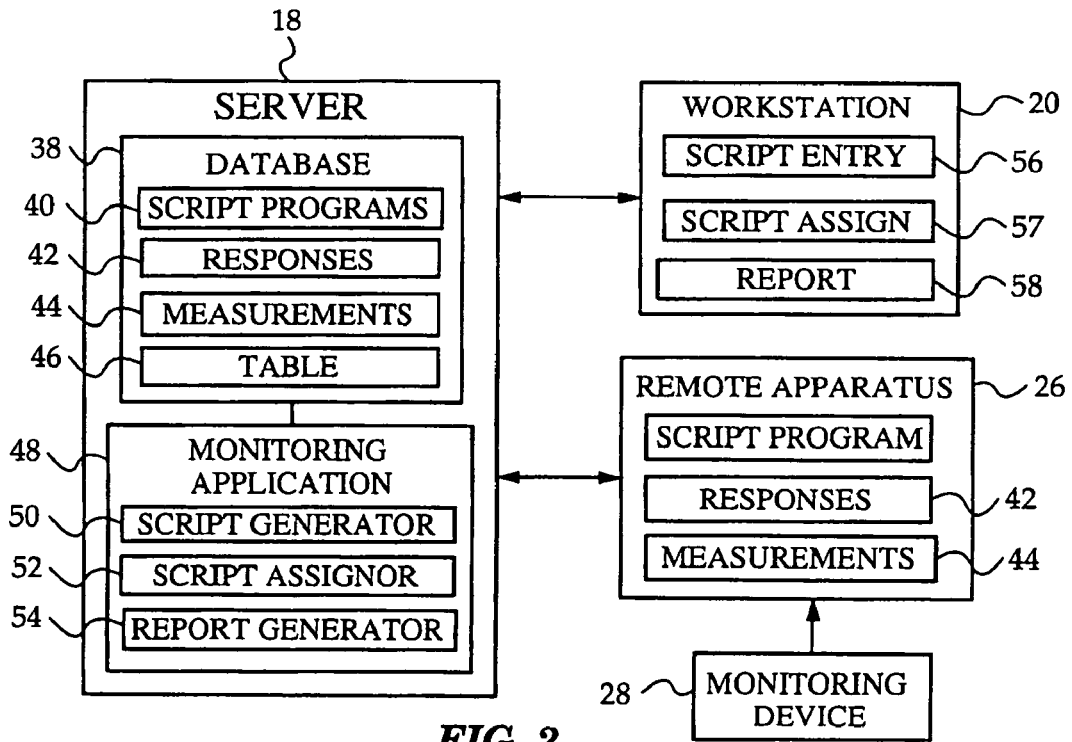 18
SERVER
38
DATABASE
40
SCRIPT PROGRAMS
42
RESPONSES
44
MEASUREMENTS
46
TABLE
48
MONITORING
APPLICATION
50
SCRIPT GENERATOR
52
SCRIPT ASSIGNOR
54
REPORT GENERATOR
WORKSTATION
20
SCRIPT ENTRY
56
SCRIPT ASSIGN
57
REPORT
58
REMOTE APPARATUS
26
SCRIPT PROGRAM
RESPONSES
42
MEASUREMENTS
44
28
MONITORING
DEVICE
FIG. 2